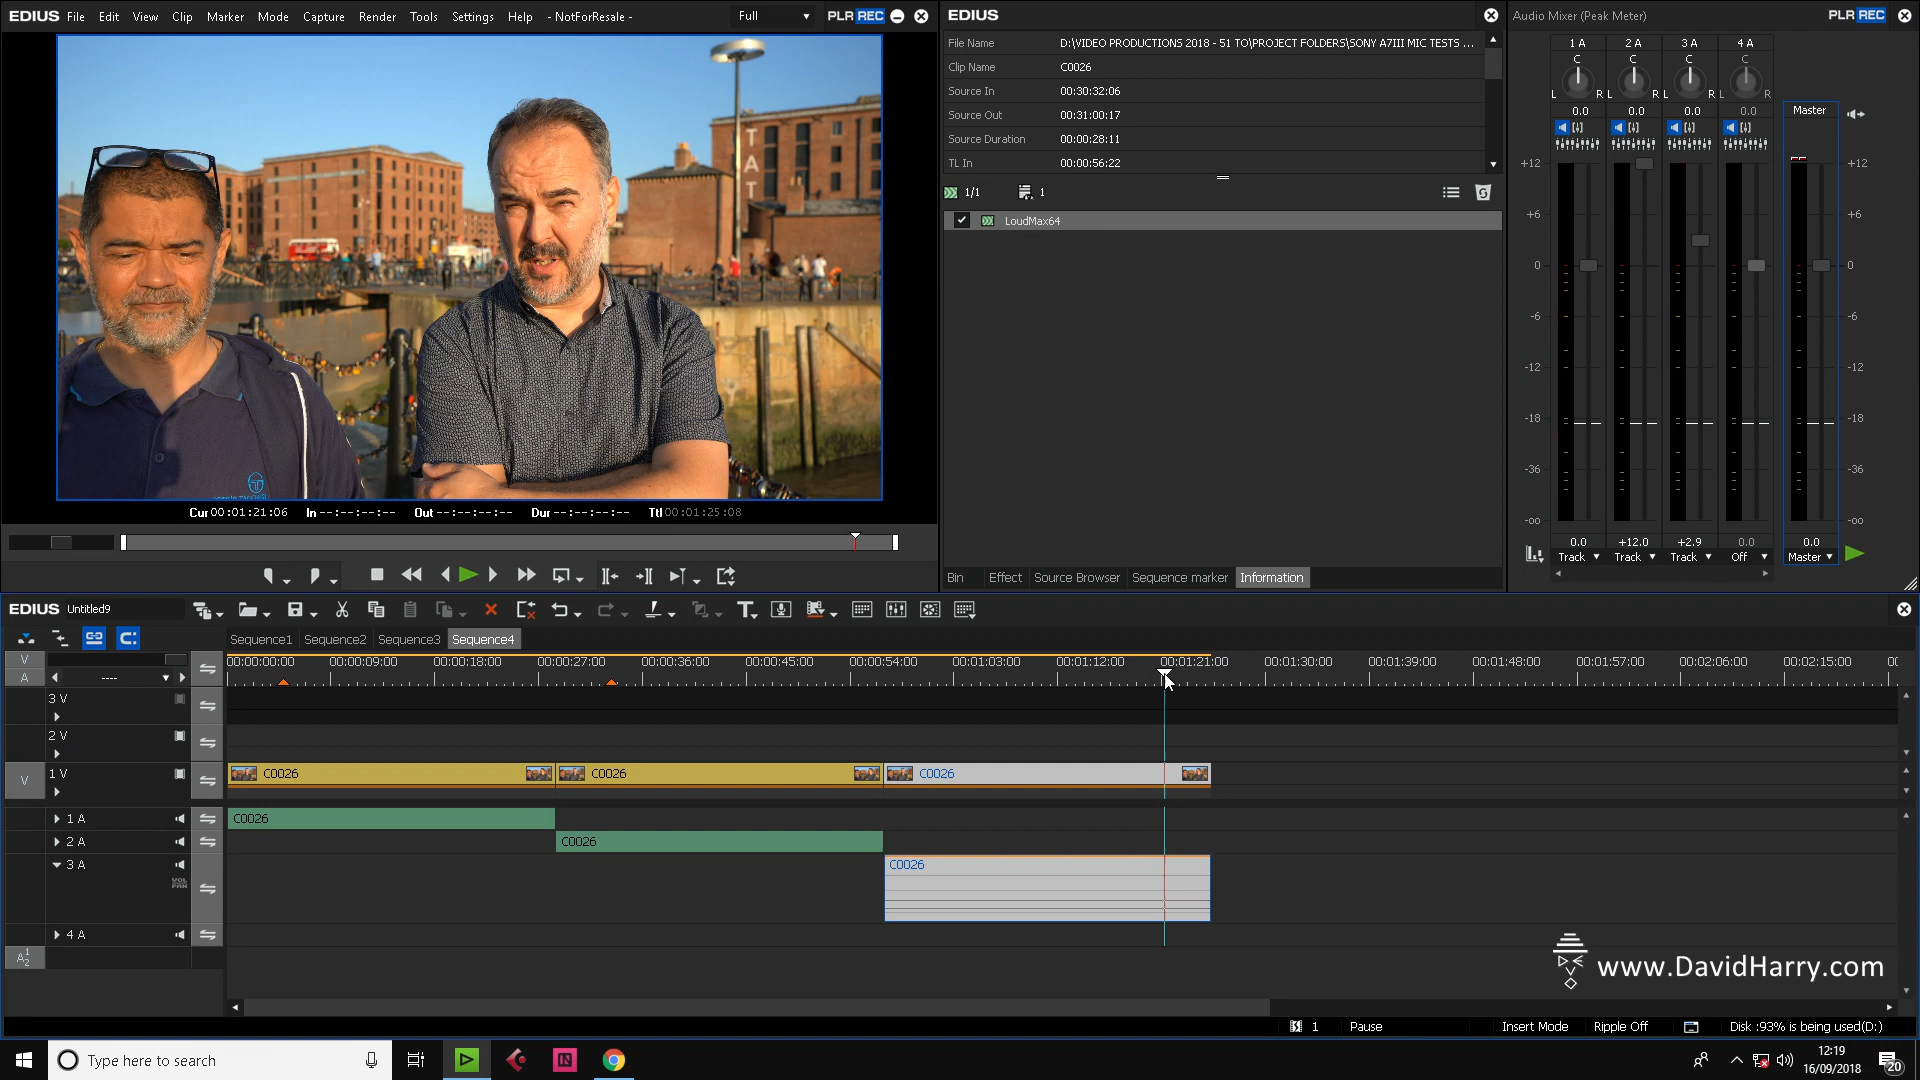 EDIUS File Edit View Clip Marker Mode Capture Render Tools Settings Help - NotForResale - Full PLR REC
TAT
Cur 00:01:21:06 In --:--:--:-- Out --:--:--:-- Dur --:--:--:-- Ttl 00:01:25:08
EDIUS
File Name D:\VIDEO PRODUCTIONS 2018 - 51 TO\PROJECT FOLDERS\SONY A7III MIC TESTS ...
Clip Name C0026
Source In 00:30:32:06
Source Out 00:31:00:17
Source Duration 00:00:28:11
TL In 00:00:56:22
1/1 1
LoudMax64
Bin Effect Source Browser Sequence marker Information
Audio Mixer (Peak Meter) PLR REC
1 A 2 A 3 A 4 A
C C C C
L R L R L R L R
0.0 0.0 0.0 0.0 Master
+12 +12
+6 +6
0 0
-6 -6
-12 -12
-18 -18
-36 -36
-oo -oo
0.0 +12.0 +2.9 0.0 0.0
Track Track Track Off Master
EDIUS Untitled9
Sequence1 Sequence2 Sequence3 Sequence4
V 00:00:00:00 00:00:09:00 00:00:18:00 00:00:27:00 00:00:36:00 00:00:45:00 00:00:54:00 00:01:03:00 00:01:12:00 00:01:21:00 00:01:30:00 00:01:39:00 00:01:48:00 00:01:57:00 00:02:06:00 00:02:15:00
A ----
3 V
2 V
V 1 V C0026 C0026 C0026
1 A C0026
2 A C0026
3 A C0026
VOL PAN
4 A
A 1 2
www.DavidHarry.com
1 Pause Insert Mode Ripple Off Disk :93% is being used(D:)
Type here to search
12:19
16/09/2018
20